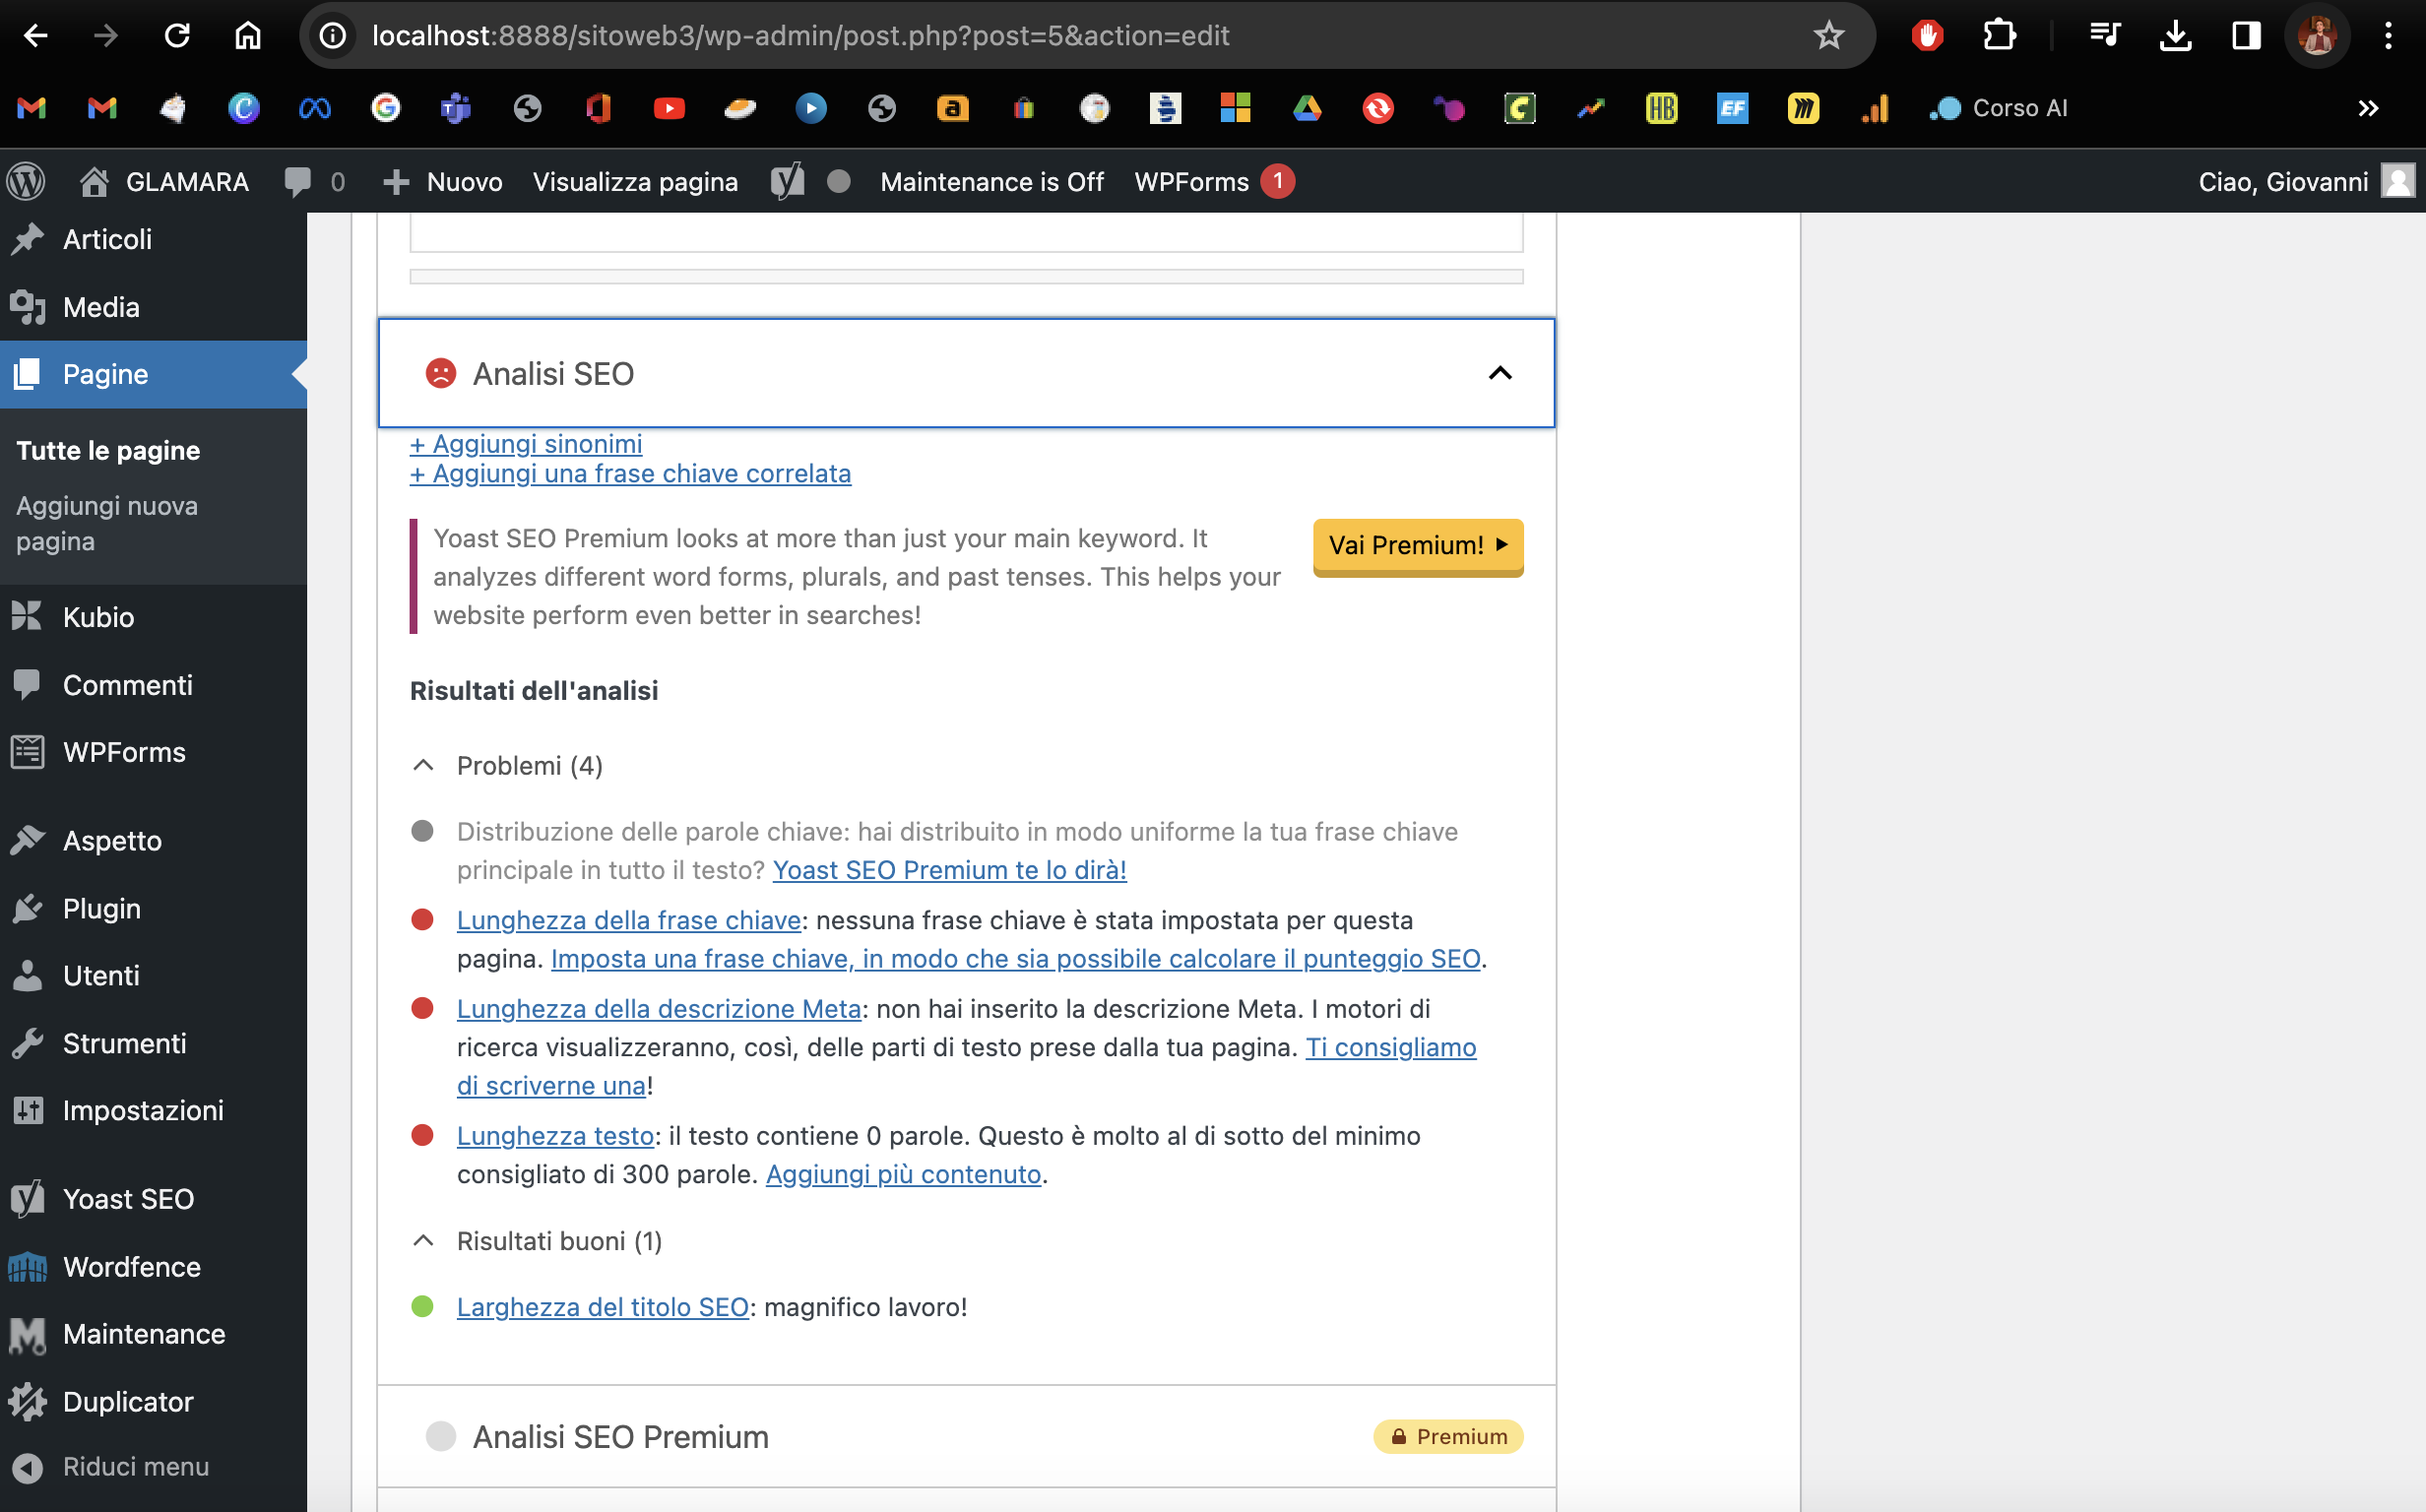 localhost:8888/sitoweb3/wp-admin/post.php?post=5&action=edit
Corso AI
GLAMARA
0
Nuovo
Visualizza pagina
Maintenance is Off
WPForms
1
Ciao, Giovanni
Articoli
Media
Pagine
Tutte le pagine
Aggiungi nuova
pagina
Kubio
Commenti
WPForms
Aspetto
Plugin
Utenti
Strumenti
Impostazioni
Yoast SEO
Wordfence
Maintenance
Duplicator
Riduci menu
Analisi SEO
+ Aggiungi sinonimi
+ Aggiungi una frase chiave correlata
Yoast SEO Premium looks at more than just your main keyword. It
analyzes different word forms, plurals, and past tenses. This helps your
website perform even better in searches!
Vai Premium!
Risultati dell'analisi
Problemi (4)
Distribuzione delle parole chiave: hai distribuito in modo uniforme la tua frase chiave
principale in tutto il testo? Yoast SEO Premium te lo dirà!
Lunghezza della frase chiave: nessuna frase chiave è stata impostata per questa
pagina. Imposta una frase chiave, in modo che sia possibile calcolare il punteggio SEO.
Lunghezza della descrizione Meta: non hai inserito la descrizione Meta. I motori di
ricerca visualizzeranno, così, delle parti di testo prese dalla tua pagina. Ti consigliamo
di scriverne una!
Lunghezza testo: il testo contiene 0 parole. Questo è molto al di sotto del minimo
consigliato di 300 parole. Aggiungi più contenuto.
Risultati buoni (1)
Larghezza del titolo SEO: magnifico lavoro!
Analisi SEO Premium
Premium